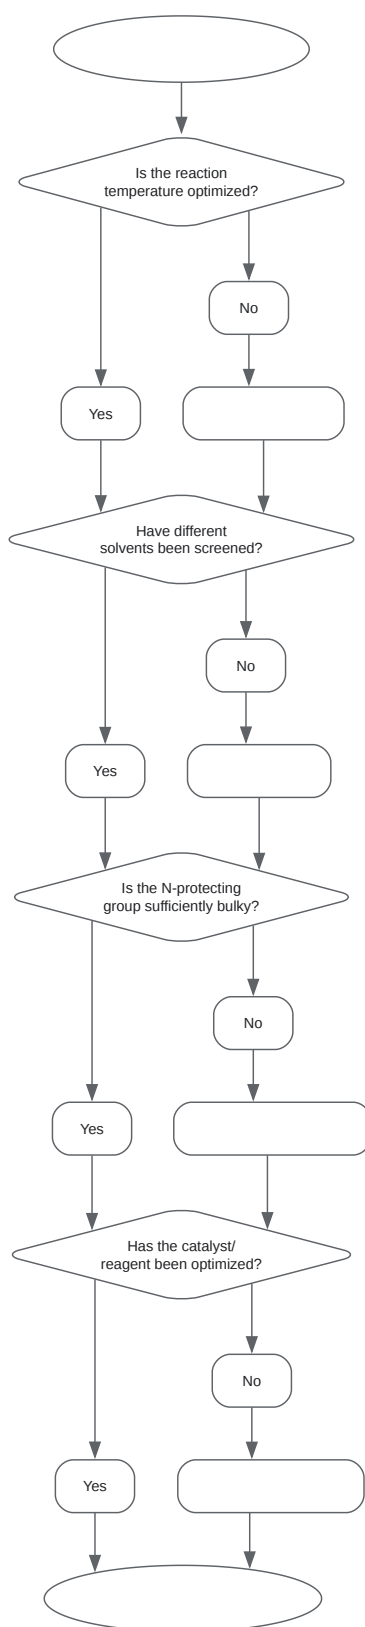 Is the reaction
temperature optimized?
No
Yes
Have different
solvents been screened?
No
Yes
Is the N-protecting
group sufficiently bulky?
No
Yes
Has the catalyst/
reagent been optimized?
No
Yes